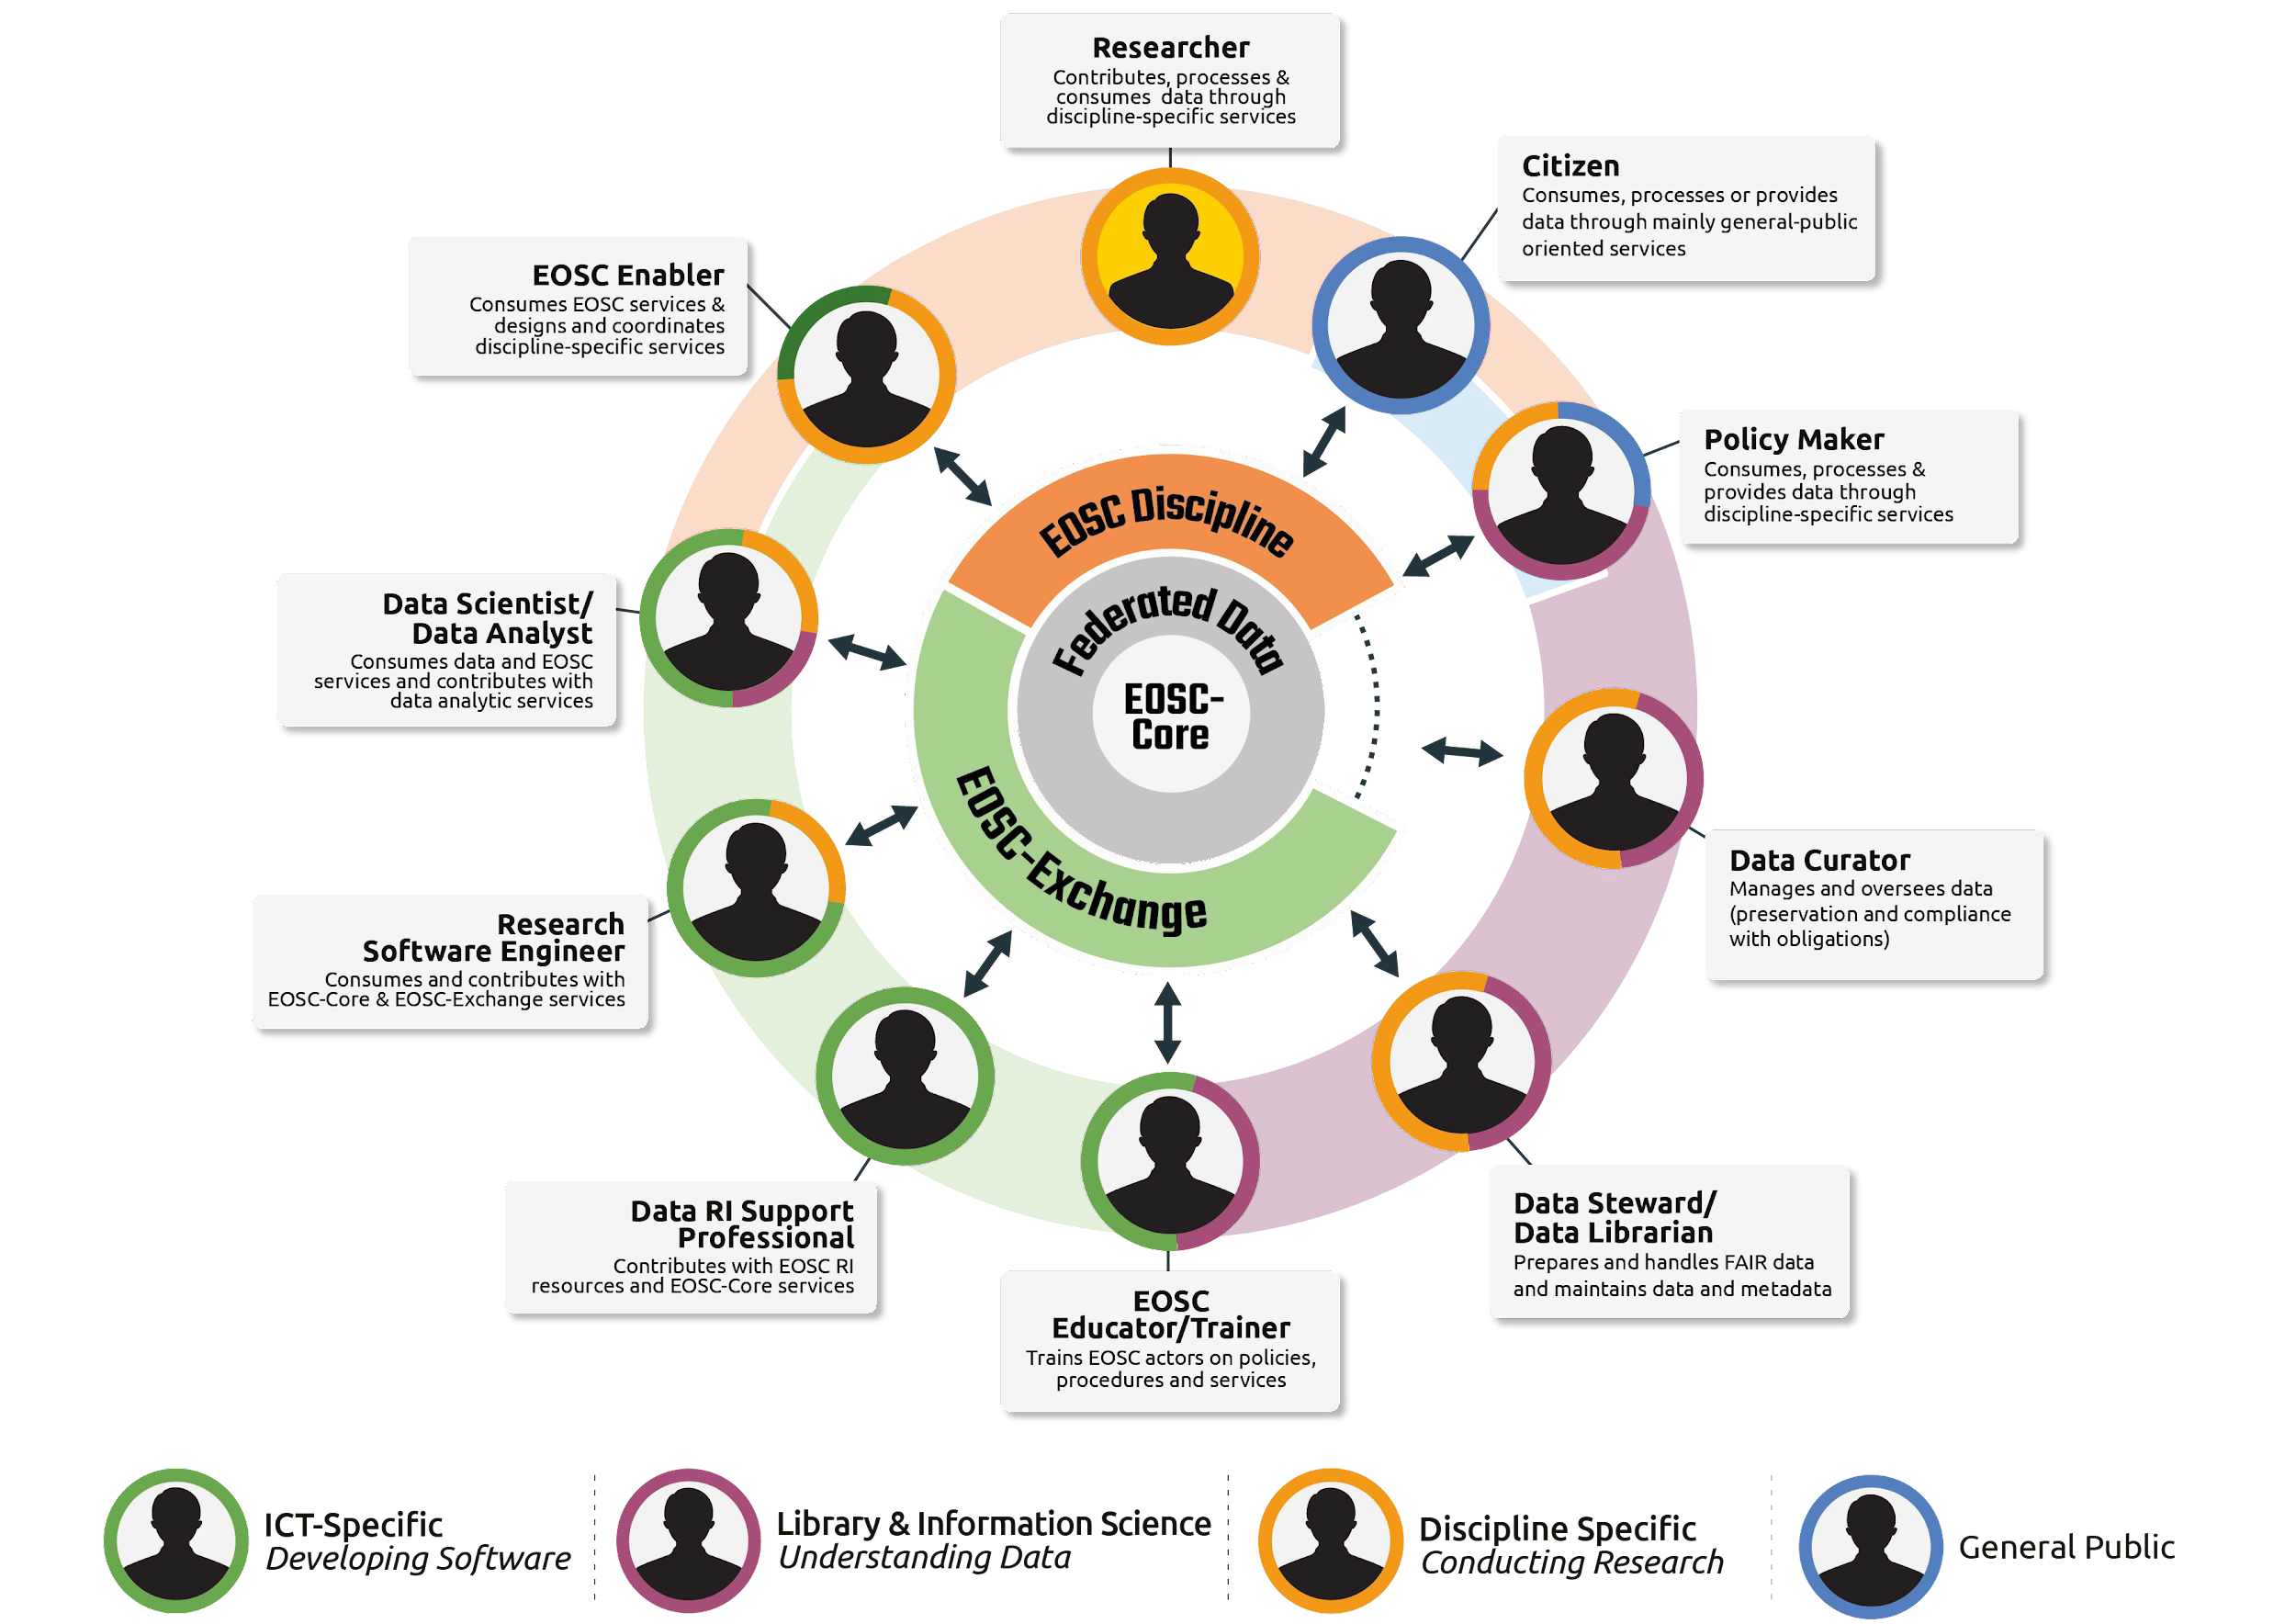 Researcher
Contributes, processes &
consumes data through
discipline-specific services
Citizen
Consumes, processes or provides
data through mainly general-public
oriented services
EOSC Enabler
Consumes EOSC services &
designs and coordinates
discipline-specific services
Policy Maker
Consumes, processes &
provides data through
discipline-specific services
EOSC Discipline
Federated Data
EOSC-
Core
EOSC-Exchange
Data Scientist/
Data Analyst
Consumes data and EOSC
services and contributes with
data analytic services
Data Curator
Manages and oversees data
(preservation and compliance
with obligations)
Research
Software Engineer
Consumes and contributes with
EOSC-Core & EOSC-Exchange services
Data RI Support
Professional
Contributes with EOSC RI
resources and EOSC-Core services
Data Steward/
Data Librarian
Prepares and handles FAIR data
and maintains data and metadata
EOSC
Educator/Trainer
Trains EOSC actors on policies,
procedures and services
ICT-Specific
Developing Software
Library & Information Science
Understanding Data
Discipline Specific
Conducting Research
General Public